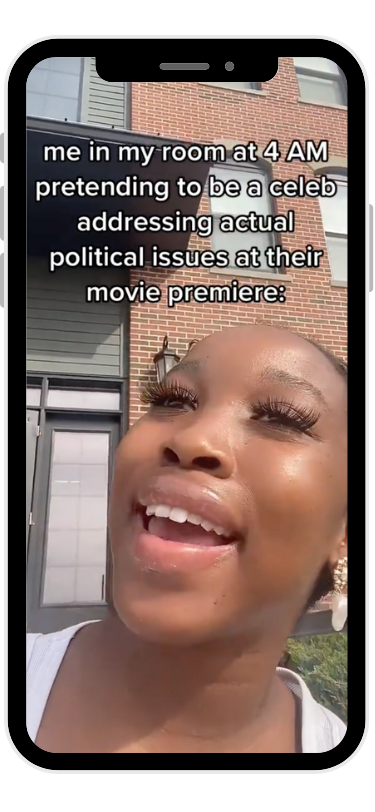 me in my room at 4 AM
pretending to be a celeb
addressing actual
political issues at their
movie premiere: